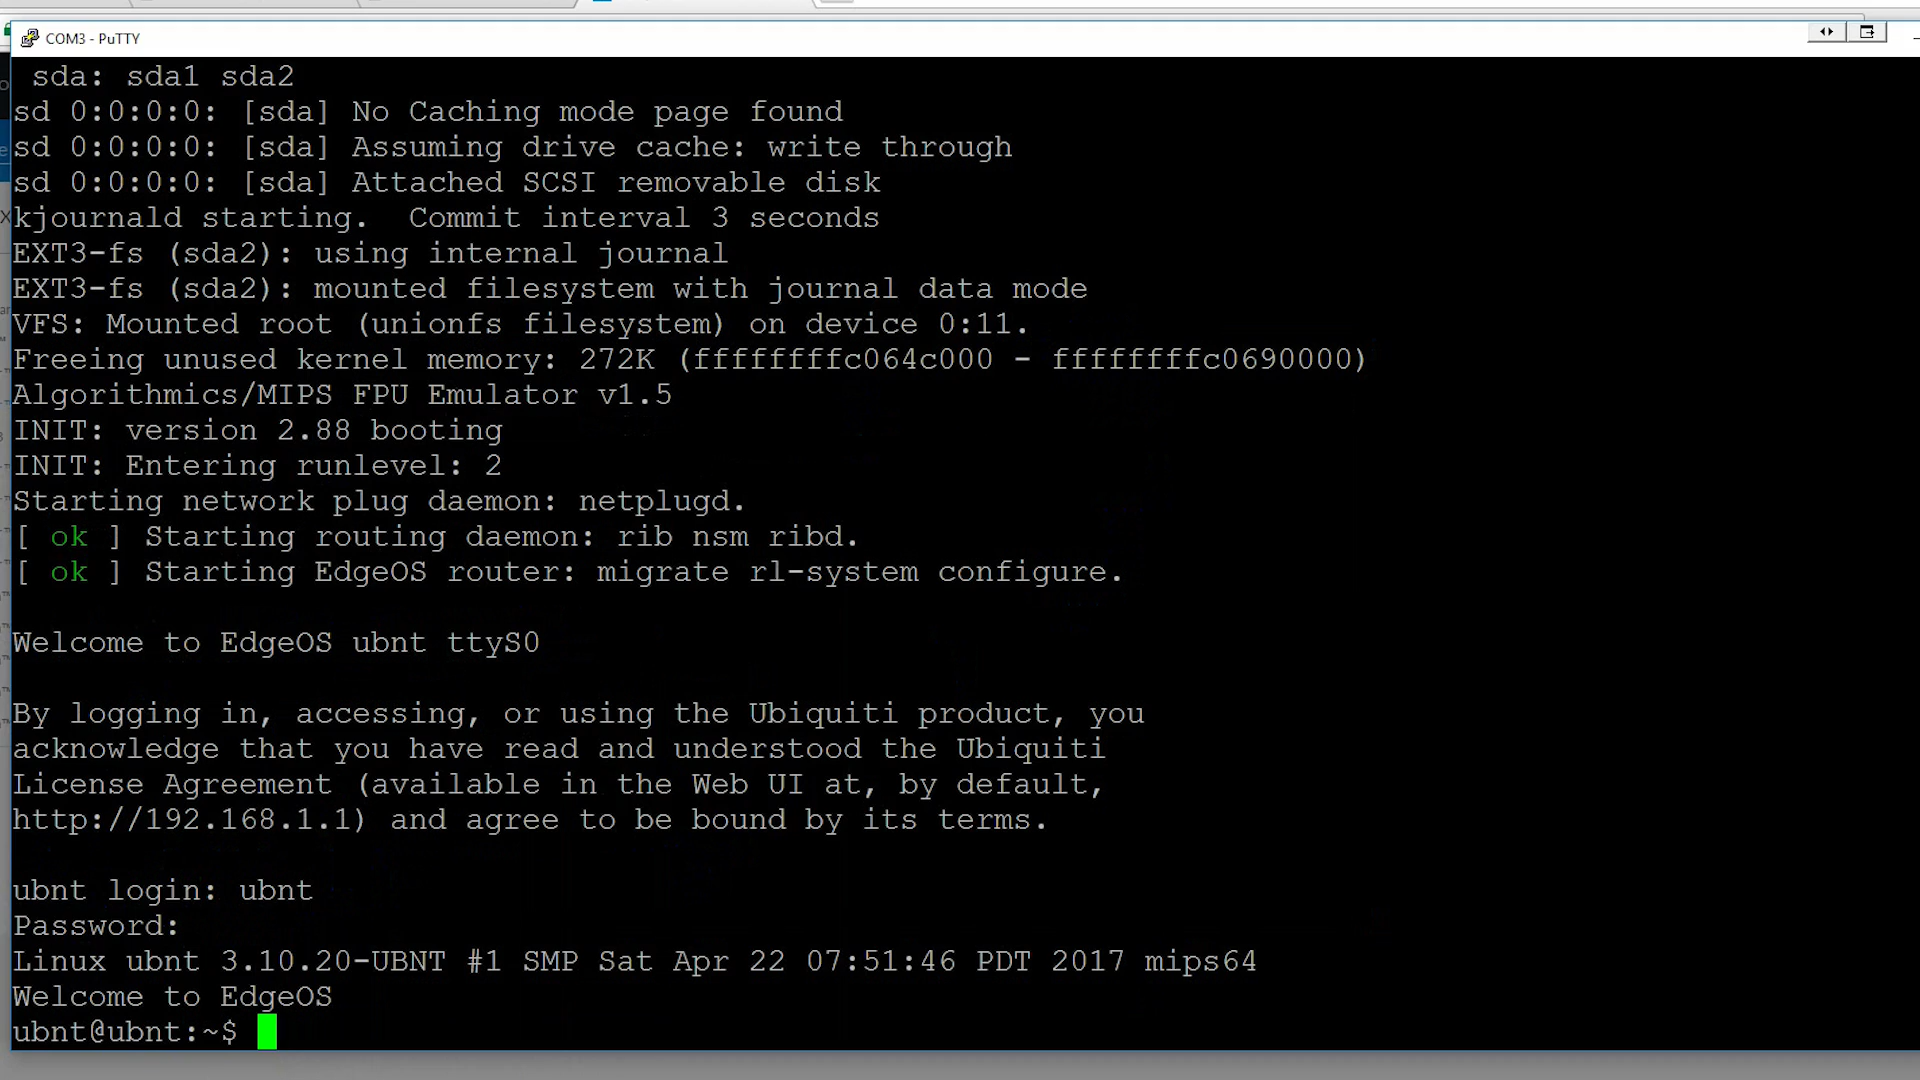 COM3 - PuTTY
sda: sda1 sda2
sd 0:0:0:0: [sda] No Caching mode page found
sd 0:0:0:0: [sda] Assuming drive cache: write through
sd 0:0:0:0: [sda] Attached SCSI removable disk
kjournald starting.  Commit interval 3 seconds
EXT3-fs (sda2): using internal journal
EXT3-fs (sda2): mounted filesystem with journal data mode
VFS: Mounted root (unionfs filesystem) on device 0:11.
Freeing unused kernel memory: 272K (ffffffffc064c000 - ffffffffc0690000)
Algorithmics/MIPS FPU Emulator v1.5
INIT: version 2.88 booting
INIT: Entering runlevel: 2
Starting network plug daemon: netplugd.
[ ok ] Starting routing daemon: rib nsm ribd.
[ ok ] Starting EdgeOS router: migrate rl-system configure.
Welcome to EdgeOS ubnt ttyS0
By logging in, accessing, or using the Ubiquiti product, you
acknowledge that you have read and understood the Ubiquiti
License Agreement (available in the Web UI at, by default,
http://192.168.1.1) and agree to be bound by its terms.
ubnt login: ubnt
Password:
Linux ubnt 3.10.20-UBNT #1 SMP Sat Apr 22 07:51:46 PDT 2017 mips64
Welcome to EdgeOS
ubnt@ubnt:~$